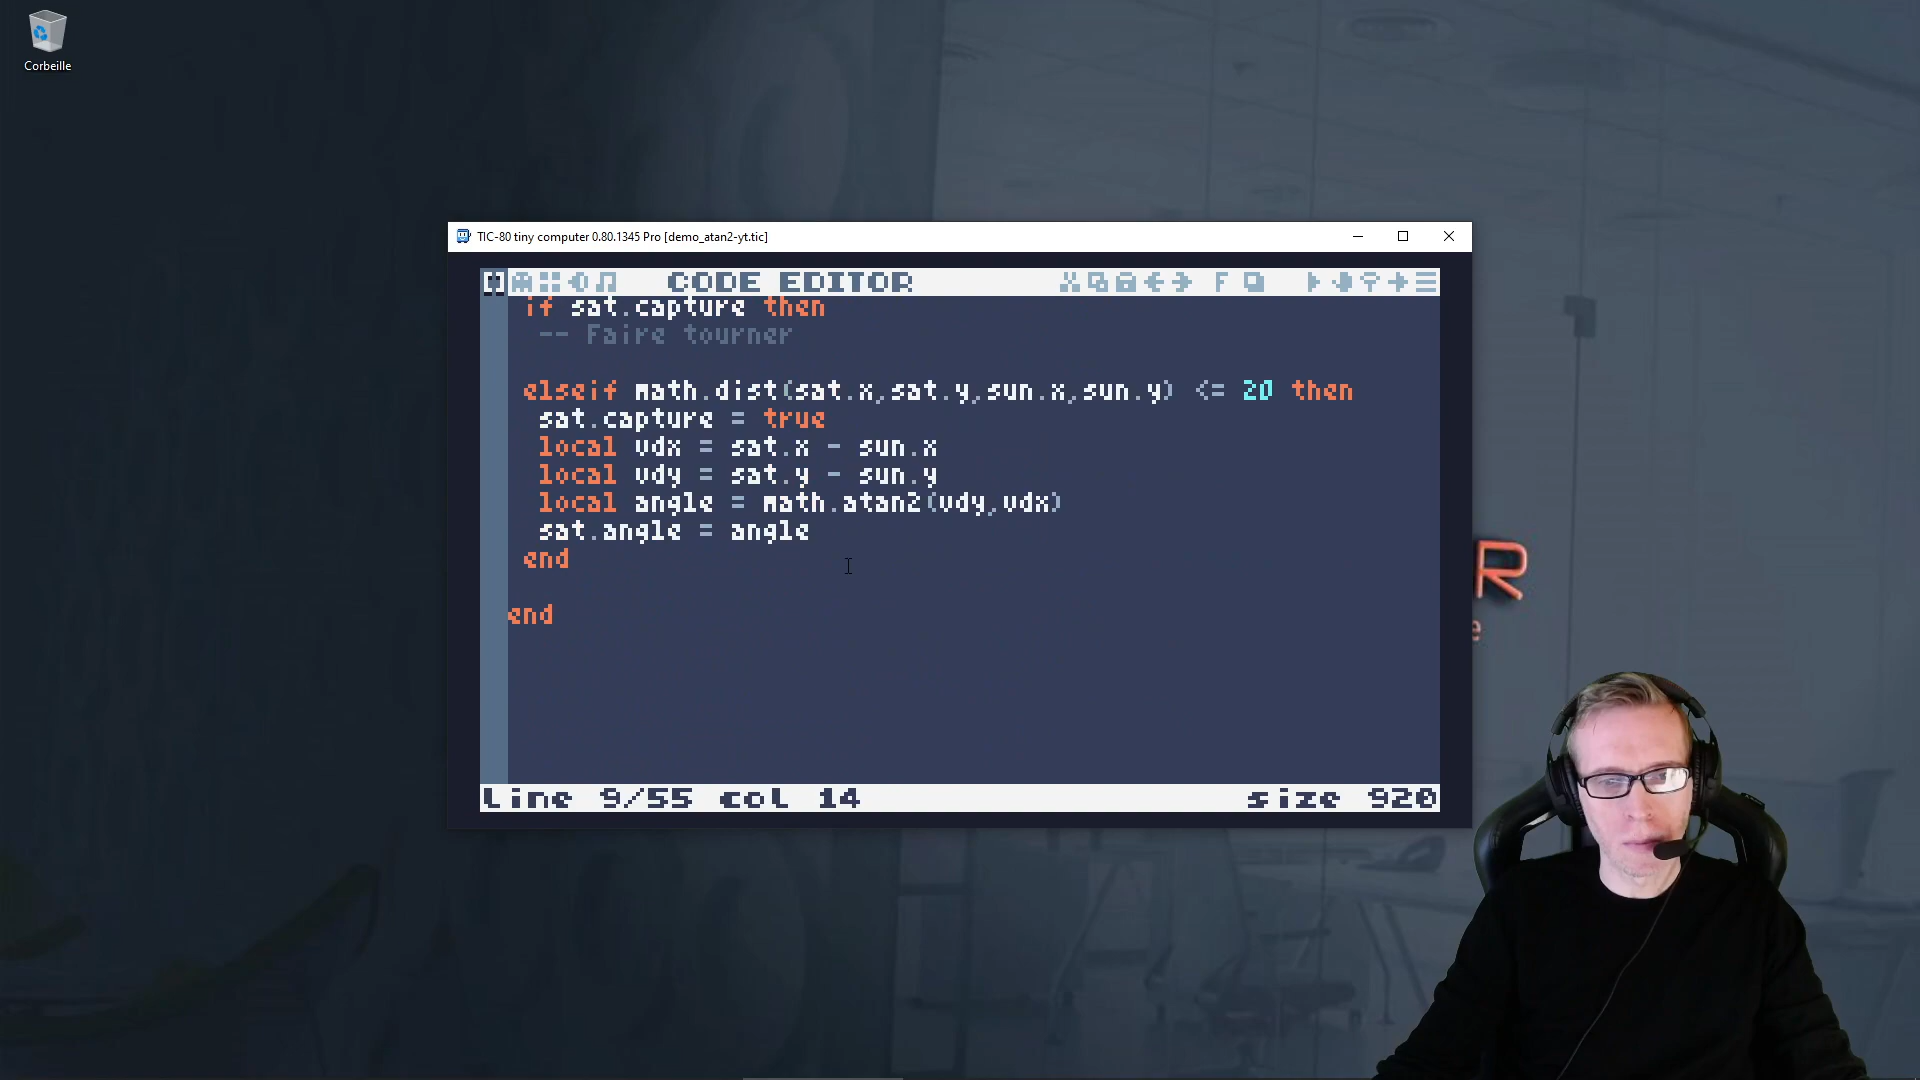 Corbeille
TIC-80 tiny computer 0.80.1345 Pro [demo_atan2-yt.tic]
CODE EDITOR
F
if sat.capture then
-- Faire tourner
elseif math.dist(sat.x,sat.y,sun.x,sun.y) <= 20 then
sat.capture = true
local vdx = sat.x - sun.x
local vdy = sat.y - sun.y
local angle = math.atan2(vdy,vdx)
sat.angle = angle
end
end
R
e
line 9/55 col 14
size 920